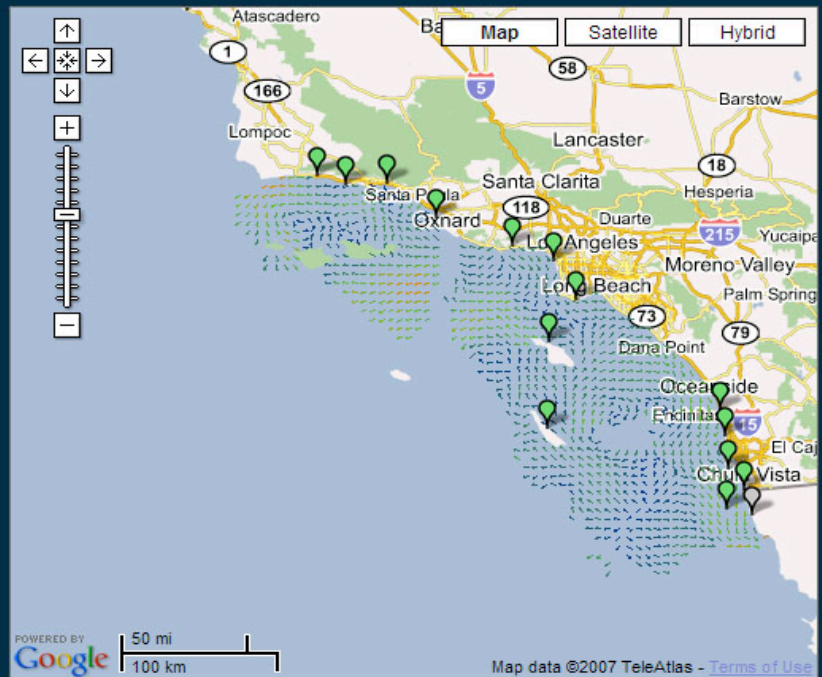 Atascadero
Ba
Map
Satellite
Hybrid
1
58
5
166
Barstow
Lompoc
Lancaster
18
Santa Clarita
Hesperia
Santa Paula
118
Oxnard
Duarte
215
Yucaipa
Los Angeles
Moreno Valley
Long Beach
Palm Spring
73
79
Dana Point
Oceanside
Encinitas
15
El Caj
Chula Vista
POWERED BY
Google
50 mi
100 km
Map data ©2007 TeleAtlas - Terms of Use